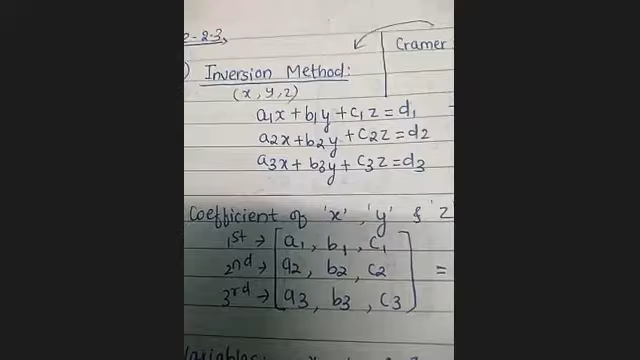 2.3,
) Inversion Method:
Cramer
(x, y, z)
a1x + b1y + c1z = d1
a2x + b2y + c2z = d2
a3x + b3y + c3z = d3
Coefficient of 'x', 'y' & 'z'
1st → [ a1, b1, c1 ]
2nd → [ a2, b2, c2 ] =
3rd → [ a3, b3, c3 ]